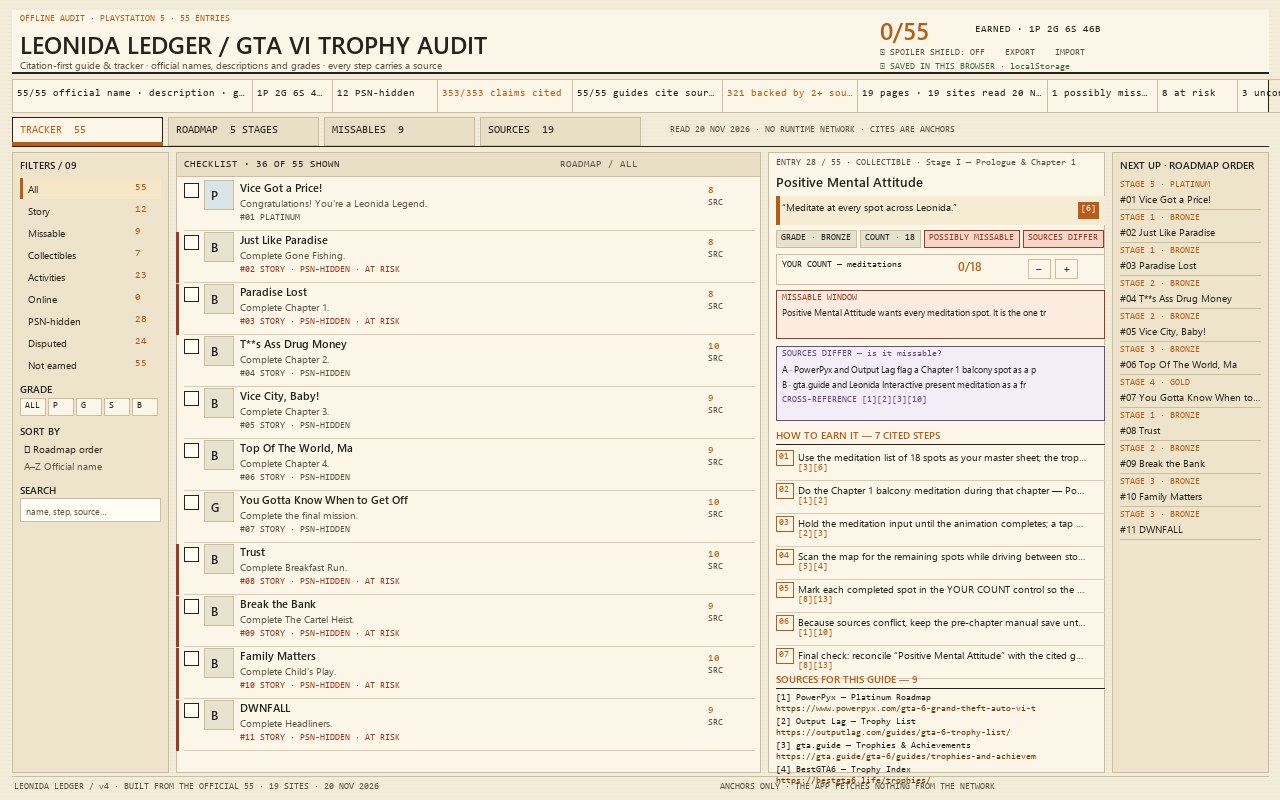 OFFLINE AUDIT · PLAYSTATION 5 · 55 ENTRIES
LEONIDA LEDGER / GTA VI TROPHY AUDIT
Citation-first guide & tracker · official names, descriptions and grades · every step carries a source
0/55
EARNED · 1P 2G 6S 46B
SPOILER SHIELD: OFF EXPORT IMPORT
SAVED IN THIS BROWSER · localStorage
55/55 official name · description · g…
1P 2G 6S 4…
12 PSN-hidden
353/353 claims cited
55/55 guides cite sour…
321 backed by 2+ sou…
19 pages · 19 sites read 20 N…
1 possibly miss…
8 at risk
3 uncon
TRACKER 55
ROADMAP 5 STAGES
MISSABLES 9
SOURCES 19
READ 20 NOV 2026 · NO RUNTIME NETWORK · CITES ARE ANCHORS
FILTERS / 09
All 55
Story 12
Missable 9
Collectibles 7
Activities 23
Online 0
PSN-hidden 28
Disputed 24
Not earned 55
GRADE
ALL P G S B
SORT BY
Roadmap order
A–Z Official name
SEARCH
name, step, source…
CHECKLIST · 36 OF 55 SHOWN
ROADMAP / ALL
P
Vice Got a Price!
Congratulations! You're a Leonida Legend.
#01 PLATINUM
8
SRC
B
Just Like Paradise
Complete Gone Fishing.
#02 STORY · PSN-HIDDEN · AT RISK
8
SRC
B
Paradise Lost
Complete Chapter 1.
#03 STORY · PSN-HIDDEN · AT RISK
8
SRC
B
T**s Ass Drug Money
Complete Chapter 2.
#04 STORY · PSN-HIDDEN
10
SRC
B
Vice City, Baby!
Complete Chapter 3.
#05 STORY · PSN-HIDDEN
9
SRC
B
Top Of The World, Ma
Complete Chapter 4.
#06 STORY · PSN-HIDDEN
9
SRC
G
You Gotta Know When to Get Off
Complete the final mission.
#07 STORY · PSN-HIDDEN
10
SRC
B
Trust
Complete Breakfast Run.
#08 STORY · PSN-HIDDEN · AT RISK
10
SRC
B
Break the Bank
Complete The Cartel Heist.
#09 STORY · PSN-HIDDEN · AT RISK
9
SRC
B
Family Matters
Complete Child's Play.
#10 STORY · PSN-HIDDEN · AT RISK
10
SRC
B
DWNFALL
Complete Headliners.
#11 STORY · PSN-HIDDEN · AT RISK
9
SRC
ENTRY 28 / 55 · COLLECTIBLE · Stage I — Prologue & Chapter 1
Positive Mental Attitude
"Meditate at every spot across Leonida."
[6]
GRADE · BRONZE
COUNT · 18
POSSIBLY MISSABLE
SOURCES DIFFER
YOUR COUNT — meditations
0/18
− +
MISSABLE WINDOW
Positive Mental Attitude wants every meditation spot. It is the one tr
SOURCES DIFFER — is it missable?
A · PowerPyx and Output Lag flag a Chapter 1 balcony spot as a p
B · gta.guide and Leonida Interactive present meditation as a fr
CROSS-REFERENCE [1][2][3][10]
HOW TO EARN IT — 7 CITED STEPS
01 Use the meditation list of 18 spots as your master sheet; the trop…
[3][6]
02 Do the Chapter 1 balcony meditation during that chapter — Po…
[1][2]
03 Hold the meditation input until the animation completes; a tap …
[2][3]
04 Scan the map for the remaining spots while driving between sto…
[5][4]
05 Mark each completed spot in the YOUR COUNT control so the …
[8][13]
06 Because sources conflict, keep the pre-chapter manual save unt…
[1][10]
07 Final check: reconcile "Positive Mental Attitude" with the cited g…
[8][13]
SOURCES FOR THIS GUIDE — 9
[1] PowerPyx — Platinum Roadmap
https://www.powerpyx.com/gta-6-grand-theft-auto-vi-t
[2] Output Lag — Trophy List
https://outputlag.com/guides/gta-6-trophy-list/
[3] gta.guide — Trophies & Achievements
https://gta.guide/gta-6/guides/trophies-and-achievem
[4] BestGTA6 — Trophy Index
https://bestgta6.life/trophies/
NEXT UP · ROADMAP ORDER
STAGE 5 · PLATINUM
#01 Vice Got a Price!
STAGE 1 · BRONZE
#02 Just Like Paradise
STAGE 1 · BRONZE
#03 Paradise Lost
STAGE 2 · BRONZE
#04 T**s Ass Drug Money
STAGE 2 · BRONZE
#05 Vice City, Baby!
STAGE 3 · BRONZE
#06 Top Of The World, Ma
STAGE 4 · GOLD
#07 You Gotta Know When to…
STAGE 1 · BRONZE
#08 Trust
STAGE 2 · BRONZE
#09 Break the Bank
STAGE 3 · BRONZE
#10 Family Matters
STAGE 3 · BRONZE
#11 DWNFALL
LEONIDA LEDGER / v4 · BUILT FROM THE OFFICIAL 55 · 19 SITES · 20 NOV 2026
ANCHORS ONLY · THE APP FETCHES NOTHING FROM THE NETWORK